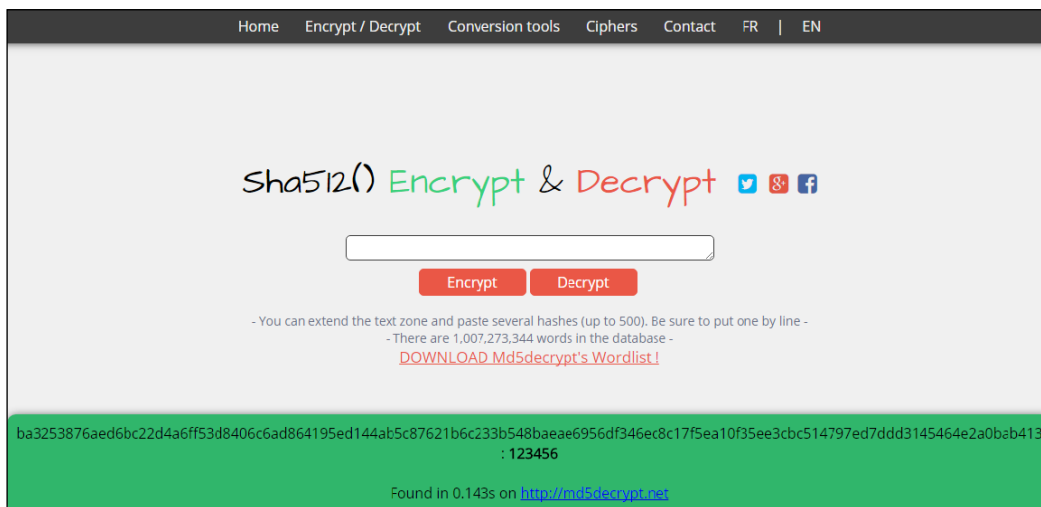 Home Encrypt / Decrypt Conversion tools Ciphers Contact FR | EN
Sha512() Encrypt & Decrypt
Encrypt Decrypt
- You can extend the text zone and paste several hashes (up to 500). Be sure to put one by line -
- There are 1,007,273,344 words in the database -
DOWNLOAD Md5decrypt's Wordlist !
ba3253876aed6bc22d4a6ff53d8406c6ad864195ed144ab5c87621b6c233b548baeae6956df346ec8c17f5ea10f35ee3cbc514797ed7ddd3145464e2a0bab413
: 123456
Found in 0.143s on http://md5decrypt.net